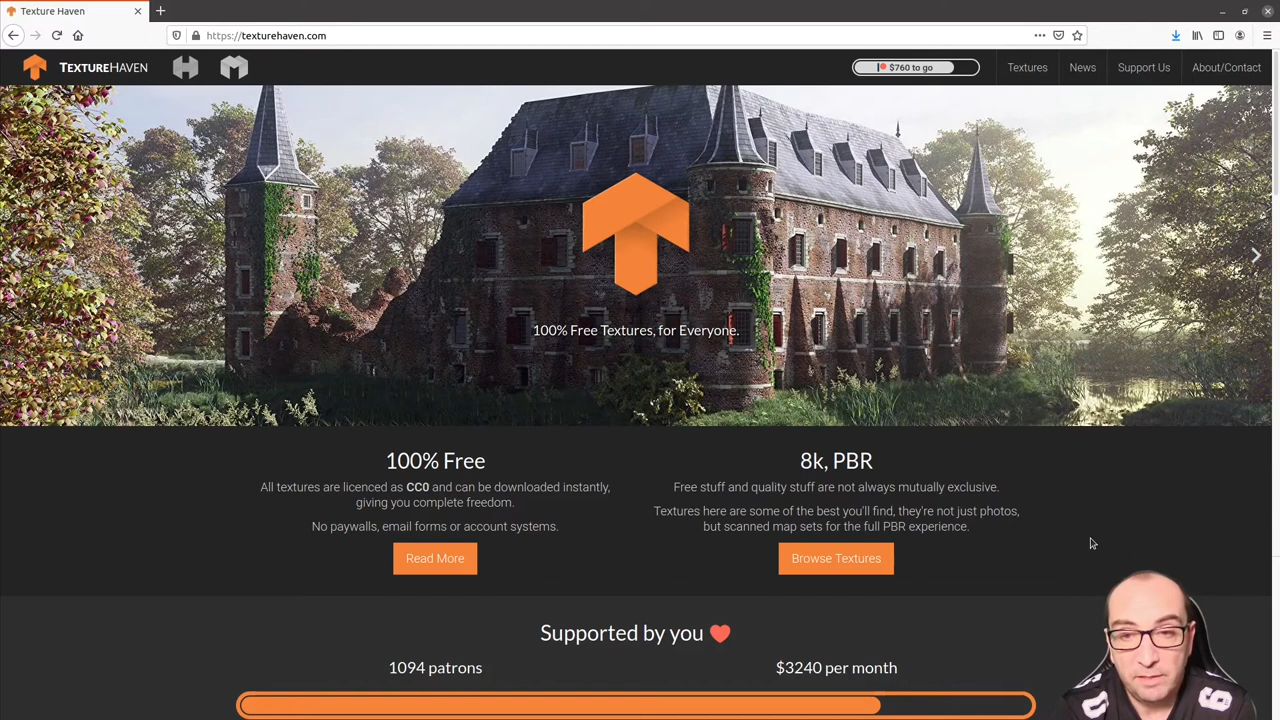 Texture Haven
https://texturehaven.com
TEXTUREHAVEN
$760 to go
Textures
News
Support Us
About/Contact
100% Free Textures, for Everyone.
100% Free
All textures are licenced as CC0 and can be downloaded instantly,
giving you complete freedom.
No paywalls, email forms or account systems.
Read More
8k, PBR
Free stuff and quality stuff are not always mutually exclusive.
Textures here are some of the best you'll find, they're not just photos,
but scanned map sets for the full PBR experience.
Browse Textures
Supported by you
1094 patrons
$3240 per month